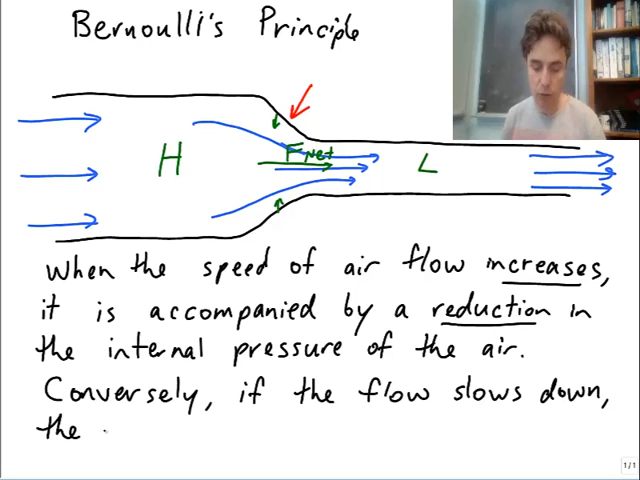 Bernoulli's Principle
H
FNet
L
When the speed of air flow increases,
it is accompanied by a reduction in
the internal pressure of the air.
Conversely, if the flow slows down,
the
1/1